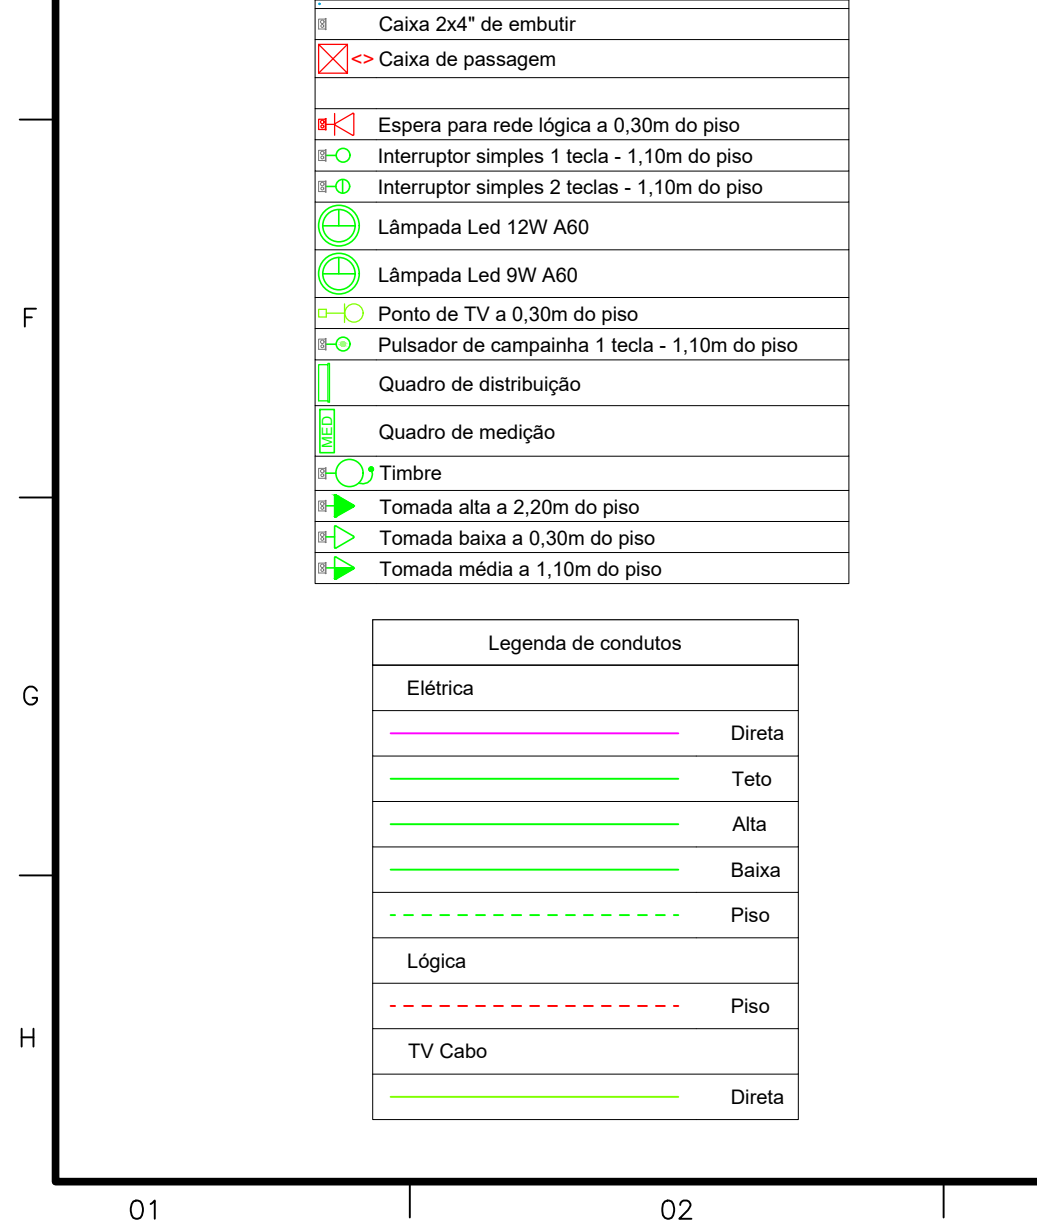 Caixa 2x4" de embutir
<> Caixa de passagem
Espera para rede lógica a 0,30m do piso
Interruptor simples 1 tecla - 1,10m do piso
Interruptor simples 2 teclas - 1,10m do piso
Lâmpada Led 12W A60
Lâmpada Led 9W A60
F
Ponto de TV a 0,30m do piso
Pulsador de campainha 1 tecla - 1,10m do piso
Quadro de distribuição
MED Quadro de medição
Timbre
Tomada alta a 2,20m do piso
Tomada baixa a 0,30m do piso
Tomada média a 1,10m do piso
Legenda de condutos
G
Elétrica
Direta
Teto
Alta
Baixa
Piso
Lógica
Piso
H
TV Cabo
Direta
01
02